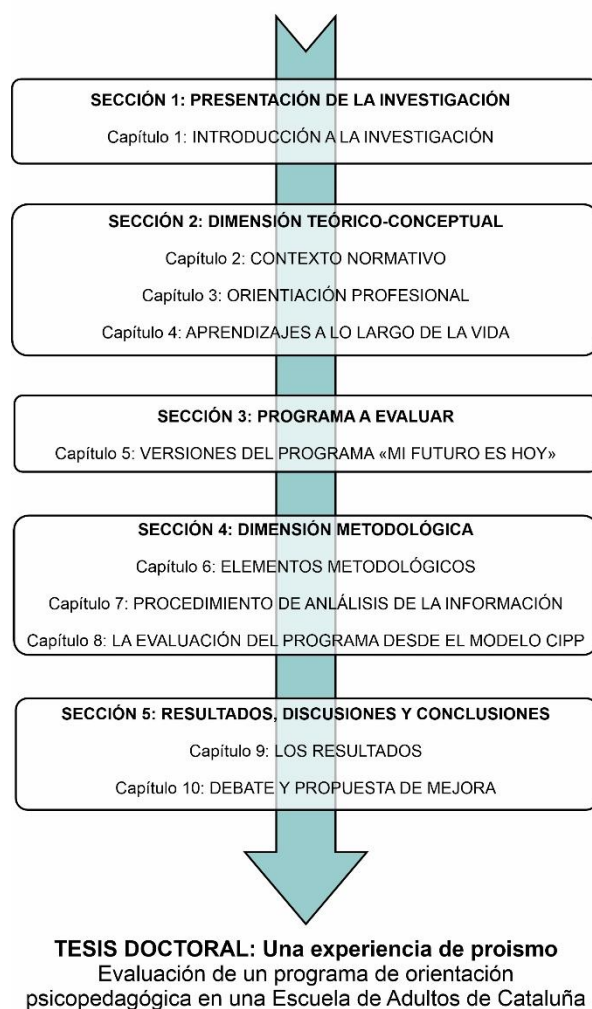 SECCIÓN 1: PRESENTACIÓN DE LA INVESTIGACIÓN
Capítulo 1: INTRODUCCIÓN A LA INVESTIGACIÓN
SECCIÓN 2: DIMENSIÓN TEÓRICO-CONCEPTUAL
Capítulo 2: CONTEXTO NORMATIVO
Capítulo 3: ORIENTIACIÓN PROFESIONAL
Capítulo 4: APRENDIZAJES A LO LARGO DE LA VIDA
SECCIÓN 3: PROGRAMA A EVALUAR
Capítulo 5: VERSIONES DEL PROGRAMA «MI FUTURO ES HOY»
SECCIÓN 4: DIMENSIÓN METODOLÓGICA
Capítulo 6: ELEMENTOS METODOLÓGICOS
Capítulo 7: PROCEDIMIENTO DE ANLÁLISIS DE LA INFORMACIÓN
Capítulo 8: LA EVALUACIÓN DEL PROGRAMA DESDE EL MODELO CIPP
SECCIÓN 5: RESULTADOS, DISCUSIONES Y CONCLUSIONES
Capítulo 9: LOS RESULTADOS
Capítulo 10: DEBATE Y PROPUESTA DE MEJORA
TESIS DOCTORAL: Una experiencia de proismo
Evaluación de un programa de orientación
psicopedagógica en una Escuela de Adultos de Cataluña